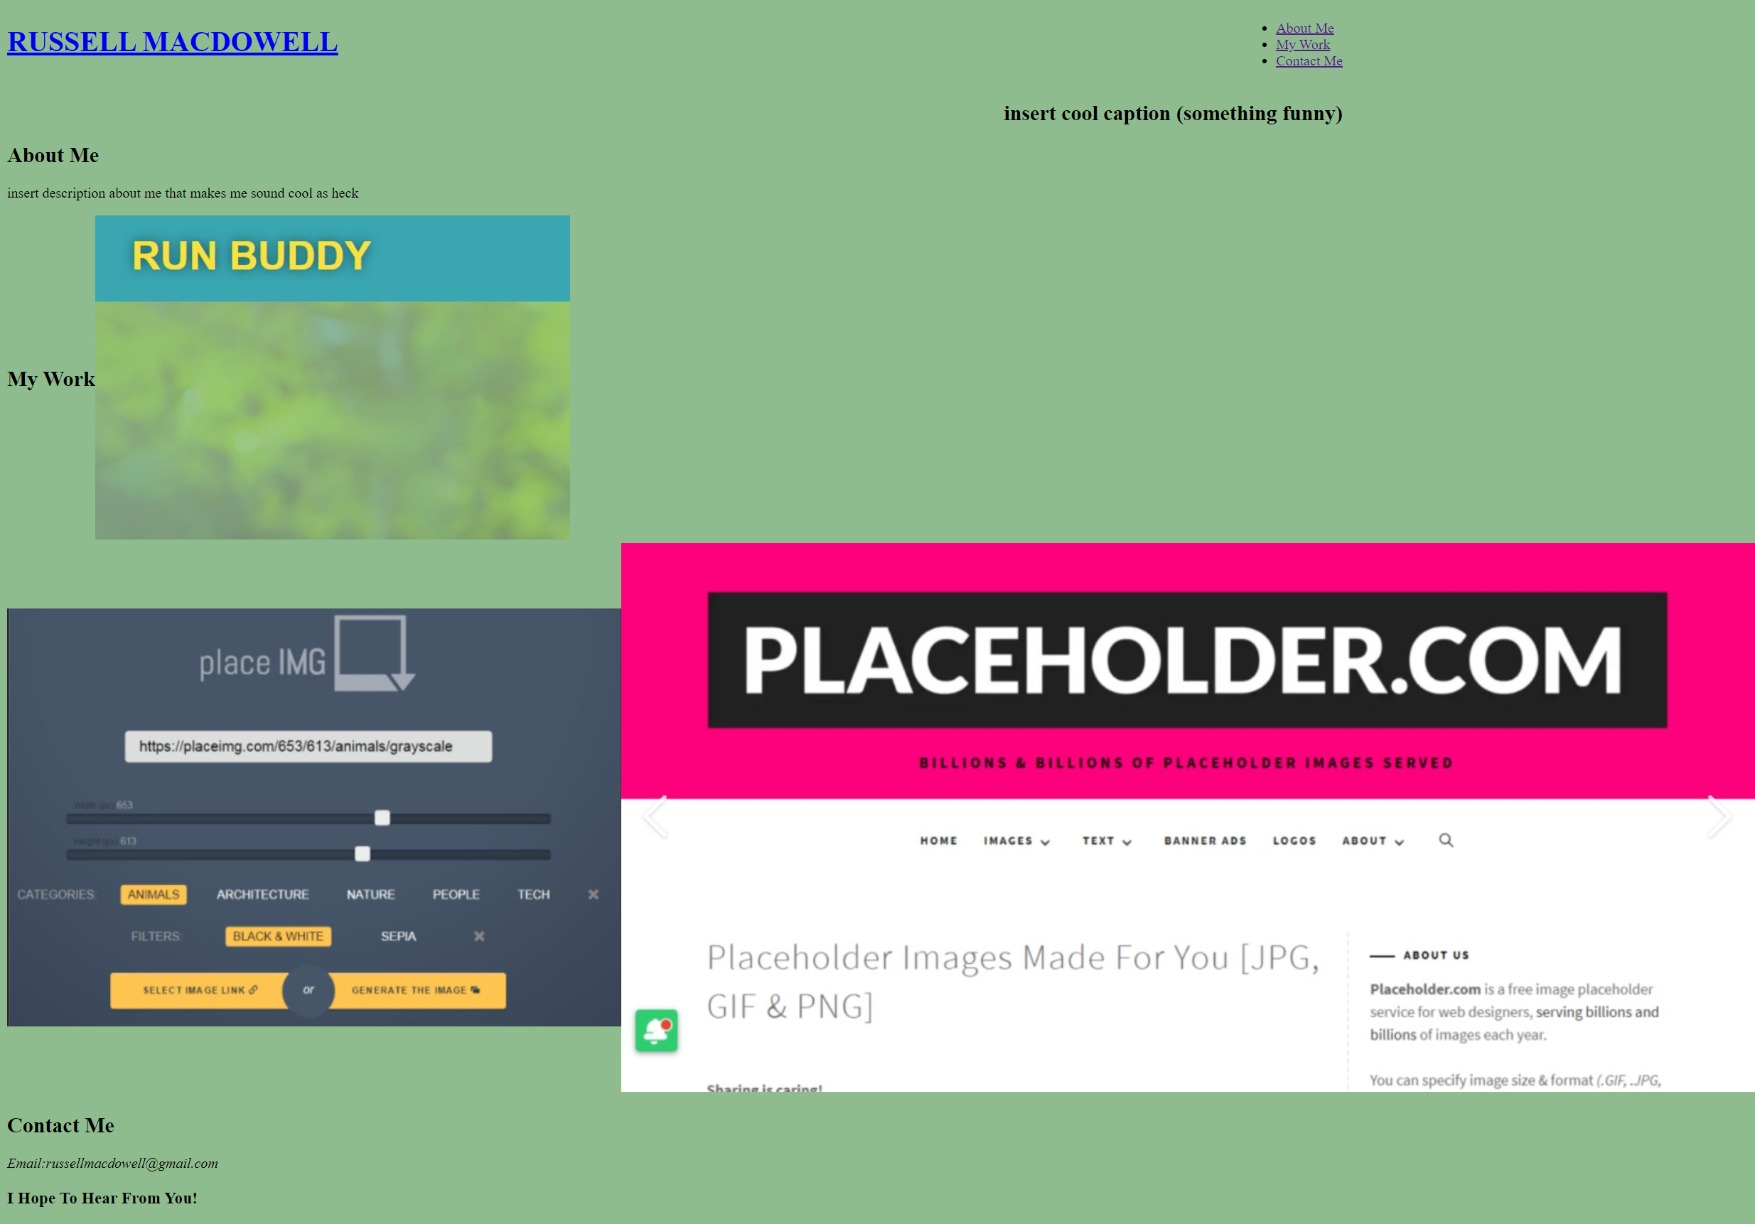 RUSSELL MACDOWELL
About Me
My Work
Contact Me
insert cool caption (something funny)
About Me
insert description about me that makes me sound cool as heck
RUN BUDDY
My Work
place IMG
https://placeimg.com/653/613/animals/grayscale
Width (px): 653
Height (px): 613
CATEGORIES: ANIMALS ARCHITECTURE NATURE PEOPLE TECH
FILTERS: BLACK & WHITE SEPIA
SELECT IMAGE LINK or GENERATE THE IMAGE
PLACEHOLDER.COM
BILLIONS & BILLIONS OF PLACEHOLDER IMAGES SERVED
HOME IMAGES TEXT BANNER ADS LOGOS ABOUT
Placeholder Images Made For You [JPG,
GIF & PNG]
Sharing is caring!
ABOUT US
Placeholder.com is a free image placeholder
service for web designers, serving billions and
billions of images each year.
You can specify image size & format (.GIF, .JPG,
Contact Me
Email:russellmacdowell@gmail.com
I Hope To Hear From You!